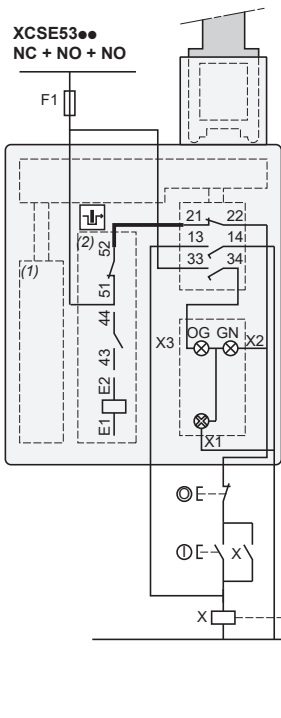 XCSE53●●
NC + NO + NO
F1
21 22
(2) 52
13 14
(1)
33 34
51
44
X3 OG GN X2
43
E2
E1
X1
X
X